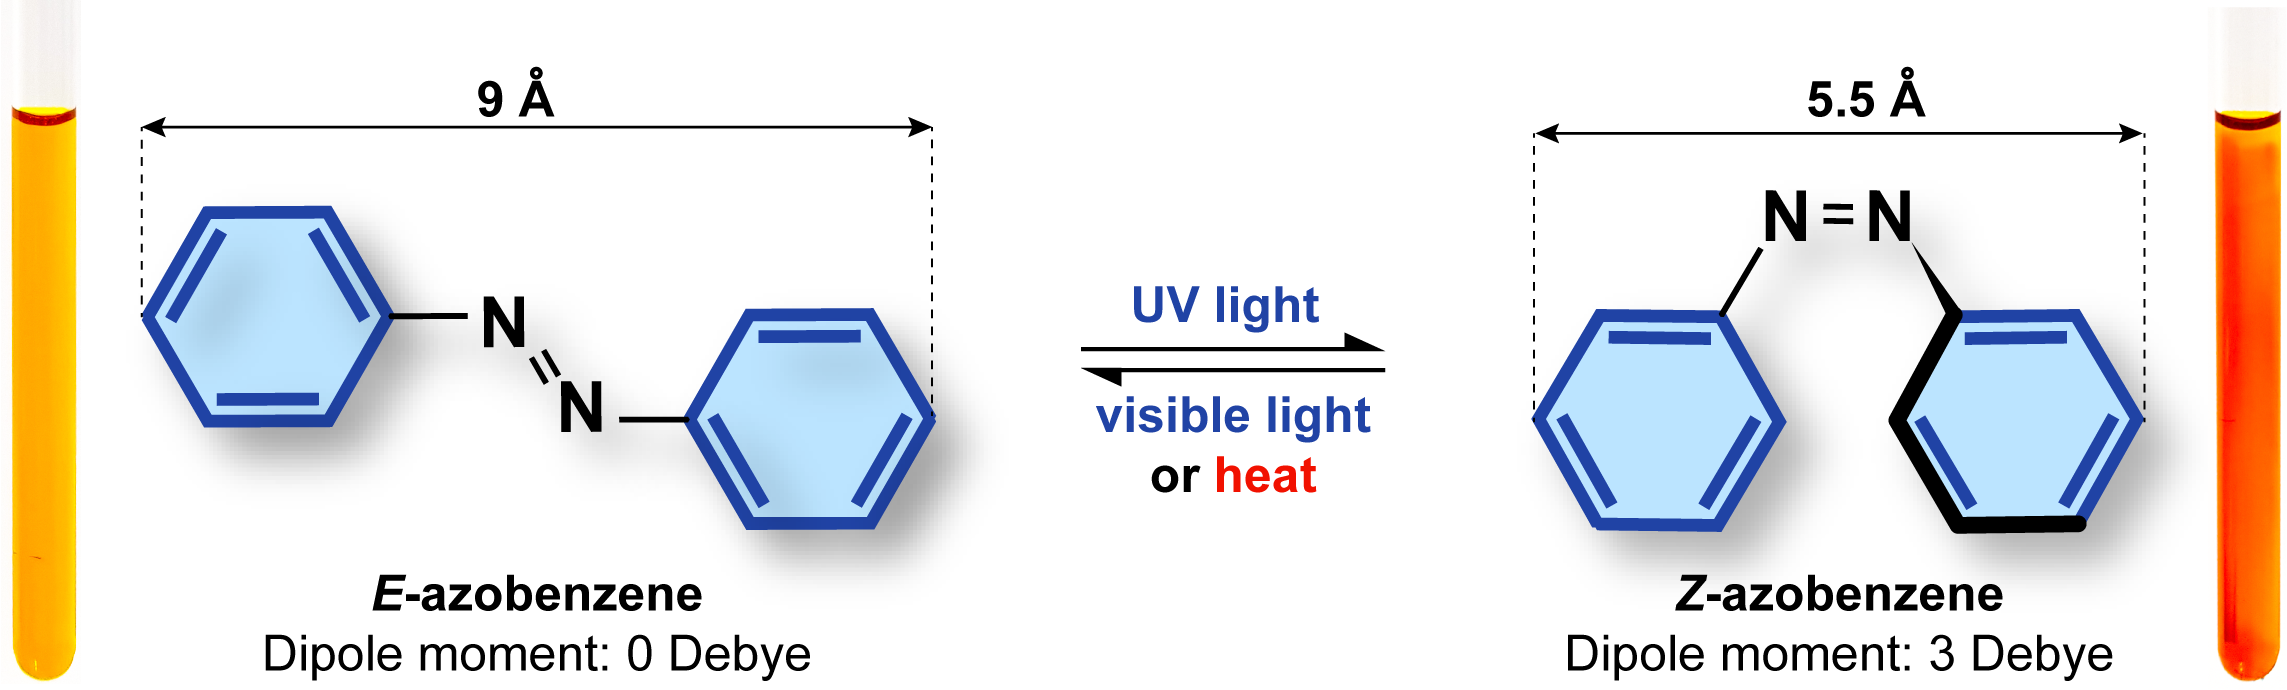 9 Å
N
N
E-azobenzene
Dipole moment: 0 Debye
UV light
visible light
or heat
5.5 Å
N=N
Z-azobenzene
Dipole moment: 3 Debye